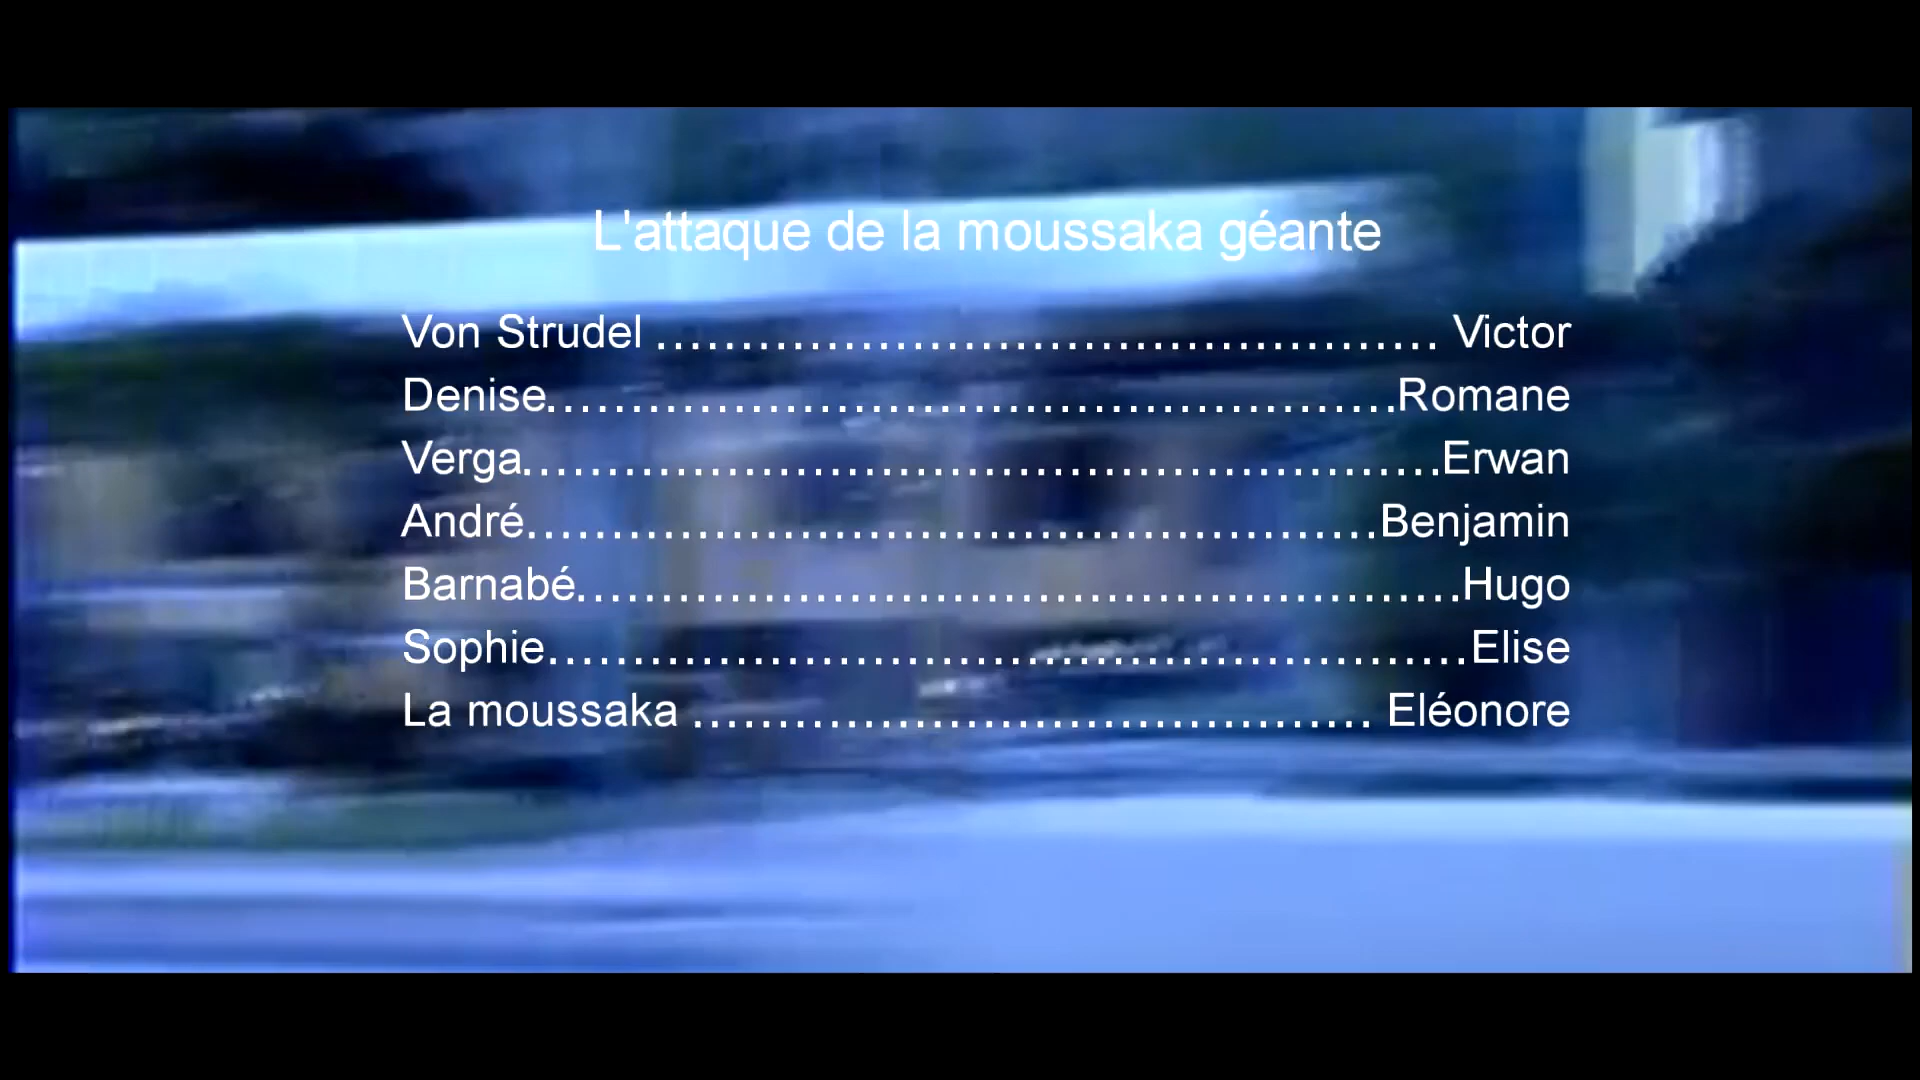 L'attaque de la moussaka géante
Von Strudel ............................................... Victor
Denise...................................................Romane
Verga.......................................................Erwan
André...................................................Benjamin
Barnabé.....................................................Hugo
Sophie.......................................................Elise
La moussaka ......................................... Eléonore